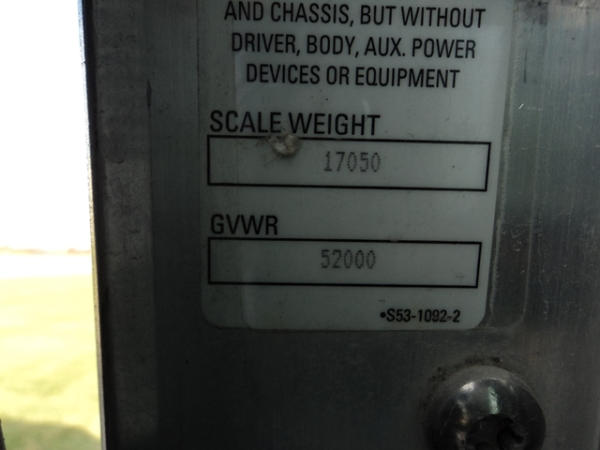 AND CHASSIS, BUT WITHOUT
DRIVER, BODY, AUX. POWER
DEVICES OR EQUIPMENT
SCALE WEIGHT
17050
GVWR
52000
•S53-1092-2